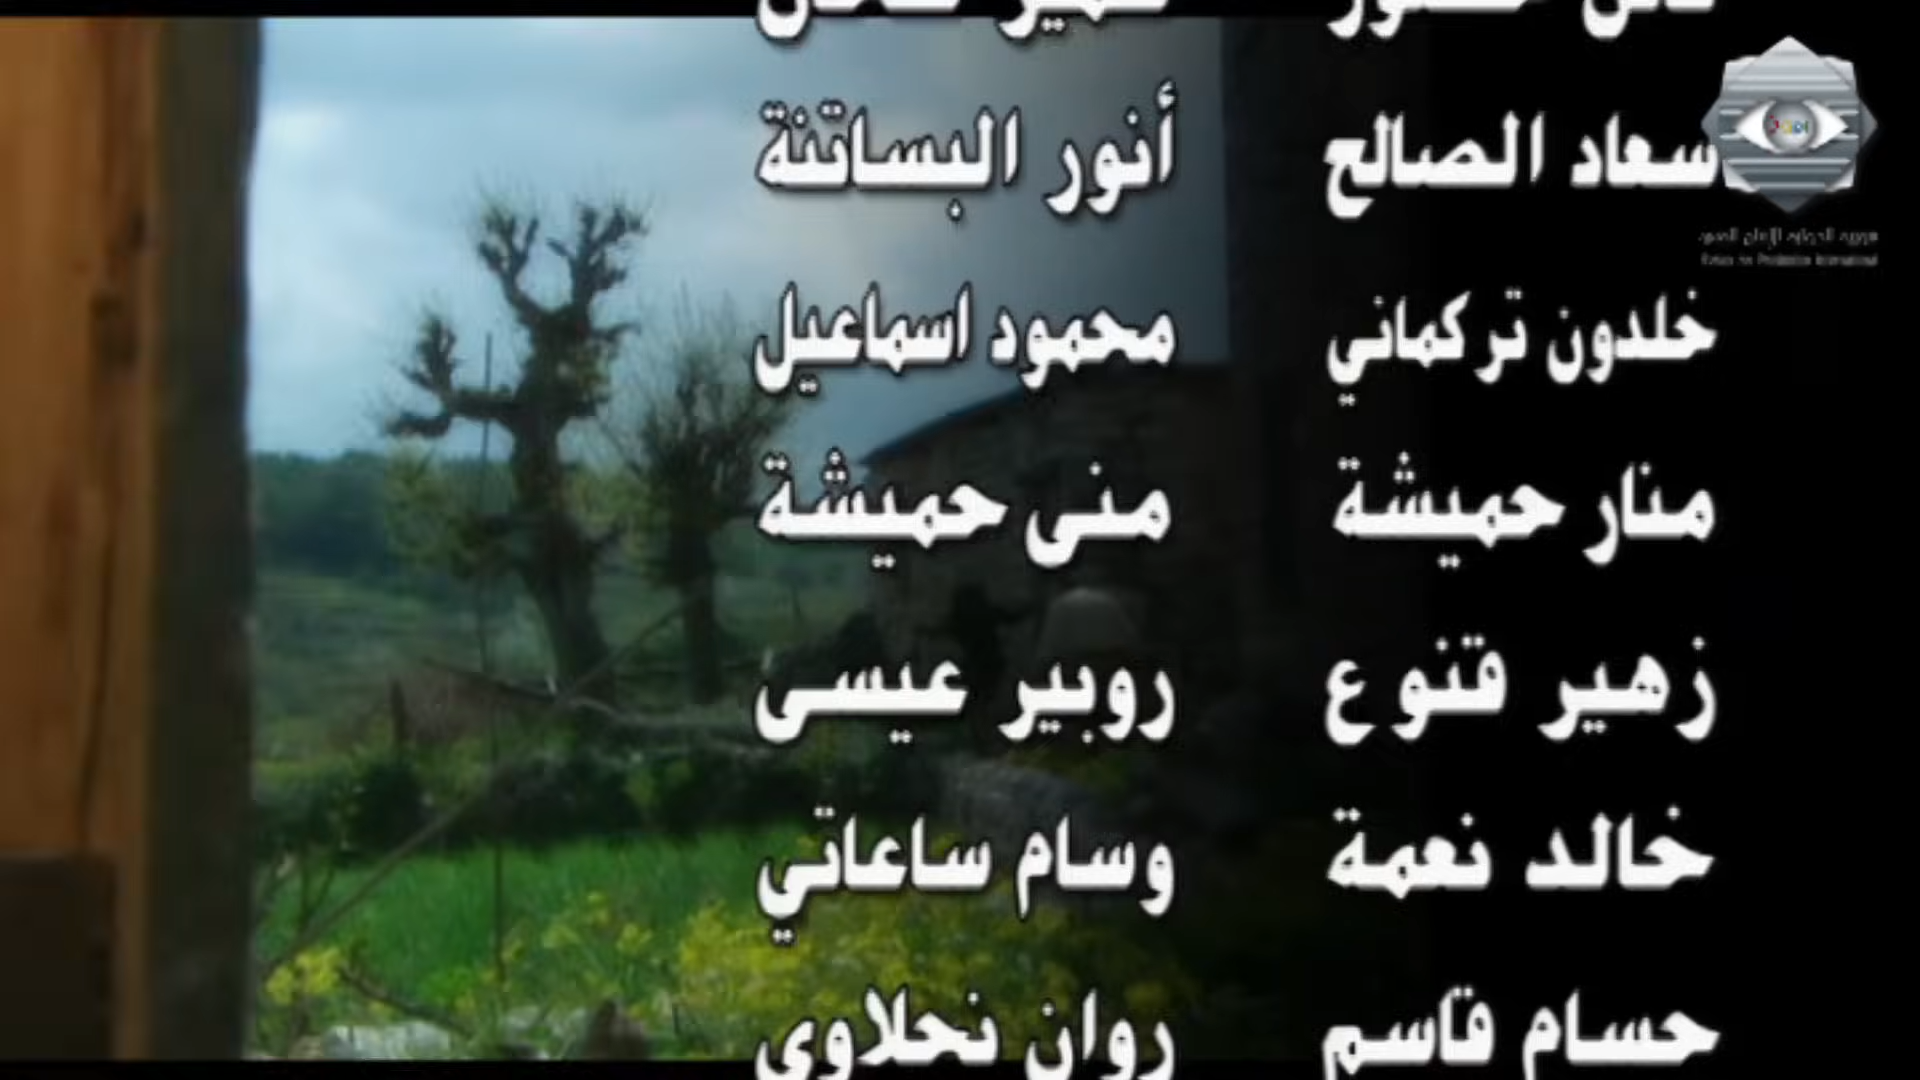 سعاد الصالح أنور البساتنة
خلدون تركماني محمود اسماعيل
منار حميشة منى حميشة
زهير قنوع روبير عيسى
خالد نعمة وسام ساعاتي
حسام قاسم روان نحلاوي